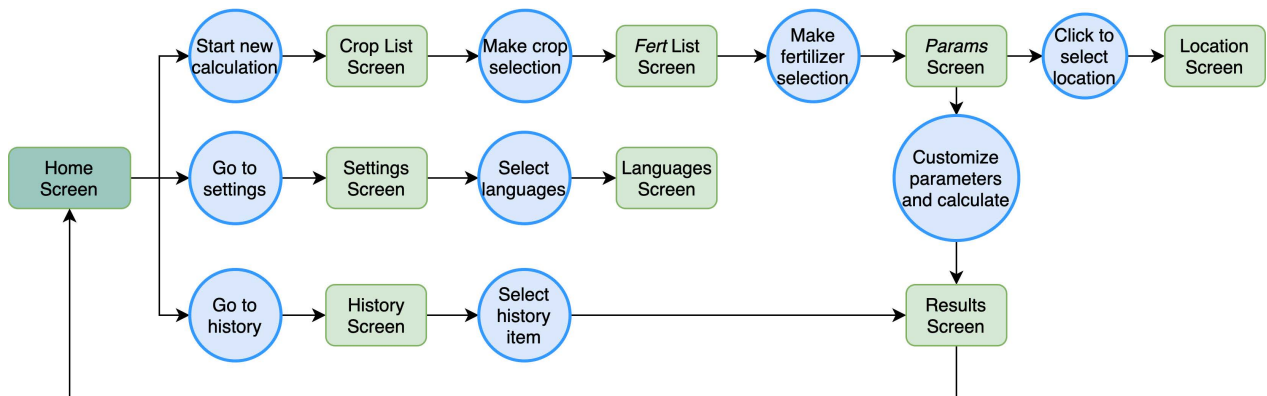 Start new
calculation
Crop List
Screen
Make crop
selection
Fert List
Screen
Make
fertilizer
selection
Params
Screen
Click to
select
location
Location
Screen
Home
Screen
Go to
settings
Settings
Screen
Select
languages
Languages
Screen
Customize
parameters
and calculate
Go to
history
History
Screen
Select
history
item
Results
Screen